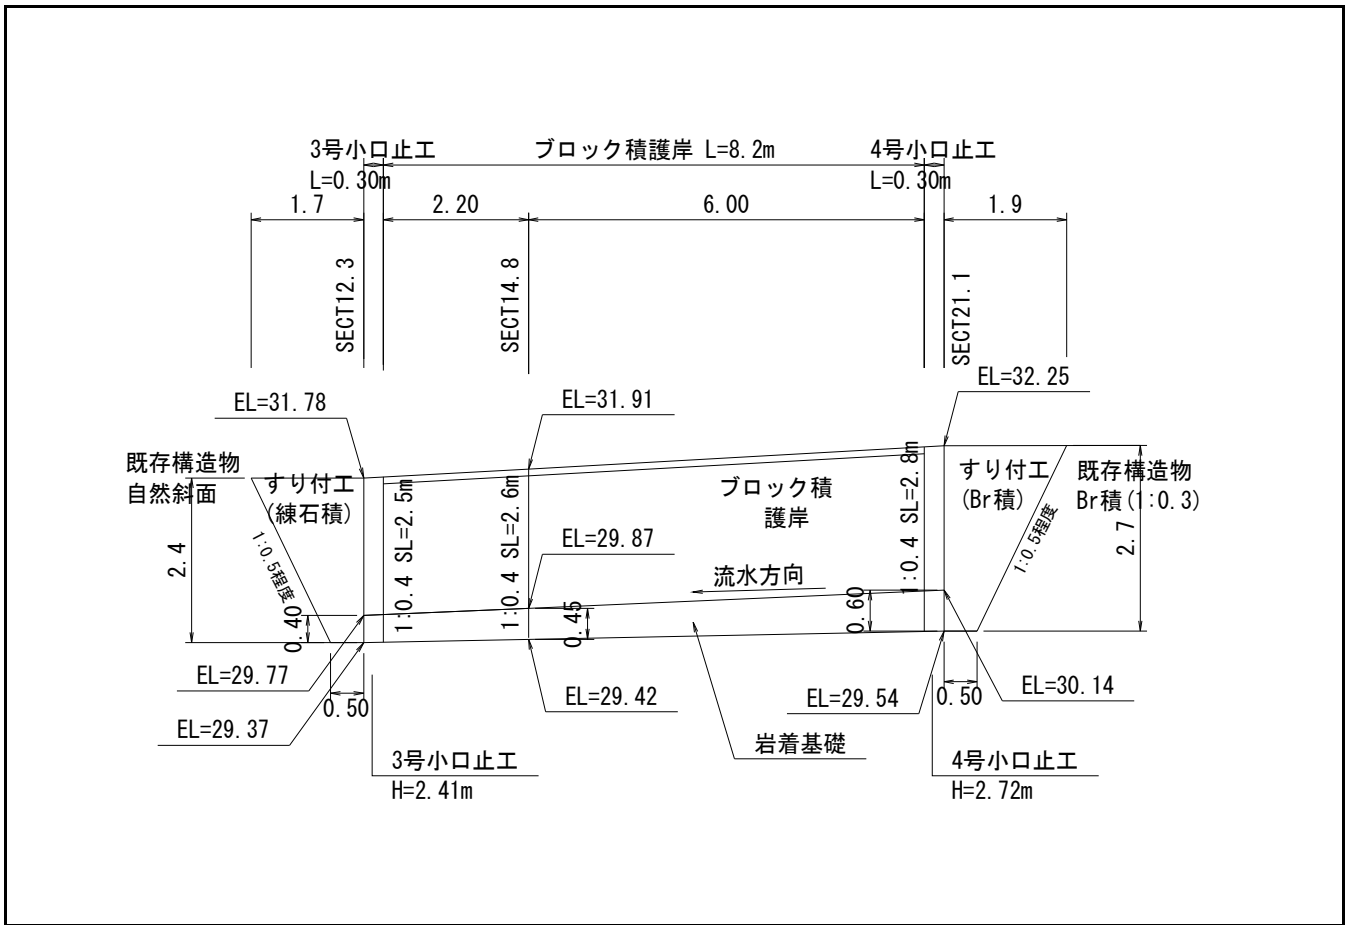 3号小口止工
L=0.30m
ブロック積護岸 L=8.2m
4号小口止工
L=0.30m
1.7
2.20
6.00
1.9
SECT12.3
SECT14.8
SECT21.1
EL=31.78
EL=31.91
EL=32.25
既存構造物
自然斜面
すり付工
(練石積)
1:0.4 SL=2.5m
1:0.4 SL=2.6m
ブロック積
護岸
1:0.4 SL=2.8m
すり付工
(Br積)
既存構造物
Br積(1:0.3)
2.4
1:0.5程度
EL=29.87
流水方向
1:0.5程度
2.7
0.40
0.45
0.60
EL=29.77
0.50
EL=29.37
EL=29.42
EL=29.54
0.50
EL=30.14
岩着基礎
3号小口止工
H=2.41m
4号小口止工
H=2.72m